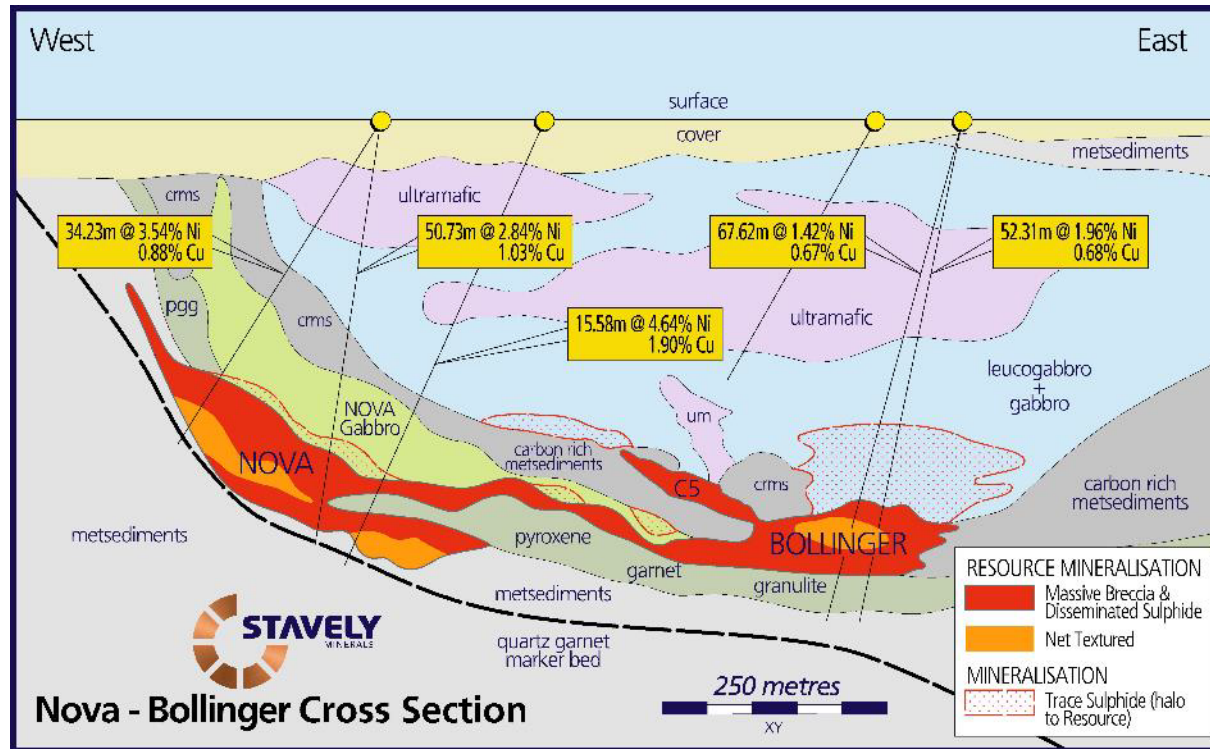 West
East
surface
cover
metsediments
crms
ultramafic
34.23m @ 3.54% Ni
0.88% Cu
50.73m @ 2.84% Ni
1.03% Cu
67.62m @ 1.42% Ni
0.67% Cu
52.31m @ 1.96% Ni
0.68% Cu
pgg
crms
15.58m @ 4.64% Ni
1.90% Cu
ultramafic
leucogabbro
+
gabbro
um
NOVA
Gabbro
carbon rich
metsediments
NOVA
C5
crms
carbon rich
metsediments
metsediments
pyroxene
BOLLINGER
garnet
granulite
metsediments
quartz garnet
marker bed
RESOURCE MINERALISATION
Massive Breccia &
Disseminated Sulphide
Net Textured
MINERALISATION
Trace Sulphide (halo
to Resource)
STAVELY
MINERALS
Nova - Bollinger Cross Section
250 metres
XY